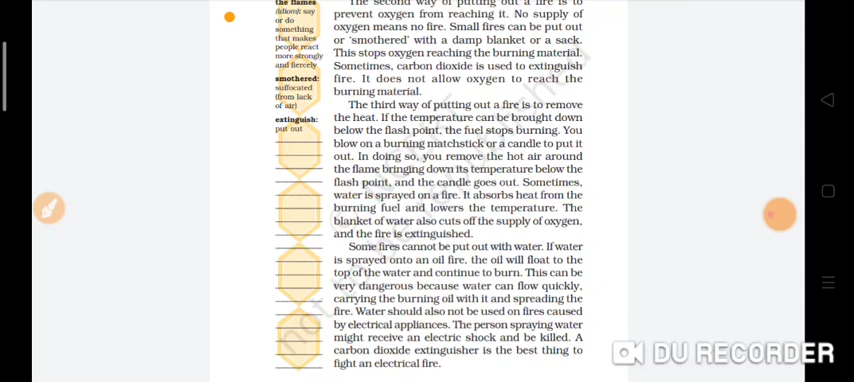 the flames
(idiom): say
or do
something
that makes
people react
more strongly
and fiercely
smothered:
suffocated
(from lack
of air)
extinguish:
put out
The second way of putting out a fire is to
prevent oxygen from reaching it. No supply of
oxygen means no fire. Small fires can be put out
or ‘smothered’ with a damp blanket or a sack.
This stops oxygen reaching the burning material.
Sometimes, carbon dioxide is used to extinguish
fire. It does not allow oxygen to reach the
burning material.
The third way of putting out a fire is to remove
the heat. If the temperature can be brought down
below the flash point, the fuel stops burning. You
blow on a burning matchstick or a candle to put it
out. In doing so, you remove the hot air around
the flame bringing down its temperature below the
flash point, and the candle goes out. Sometimes,
water is sprayed on a fire. It absorbs heat from the
burning fuel and lowers the temperature. The
blanket of water also cuts off the supply of oxygen,
and the fire is extinguished.
Some fires cannot be put out with water. If water
is sprayed onto an oil fire, the oil will float to the
top of the water and continue to burn. This can be
very dangerous because water can flow quickly,
carrying the burning oil with it and spreading the
fire. Water should also not be used on fires caused
by electrical appliances. The person spraying water
might receive an electric shock and be killed. A
carbon dioxide extinguisher is the best thing to
fight an electrical fire.
not to be republished
DU RECORDER